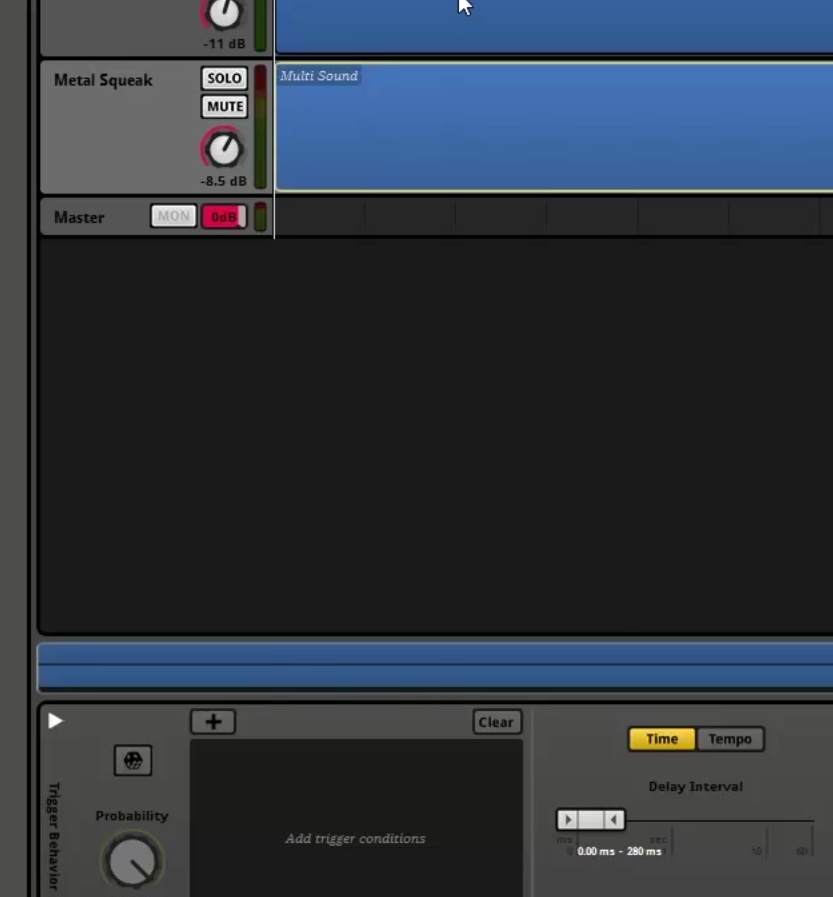 -11 dB
Metal Squeak
SOLO
MUTE
-8.5 dB
Multi Sound
Master
MON
0dB
+
Clear
Time
Tempo
Delay Interval
Trigger Behavior
Probability
Add trigger conditions
ms
sec
0
0.00 ms - 280 ms
10
60